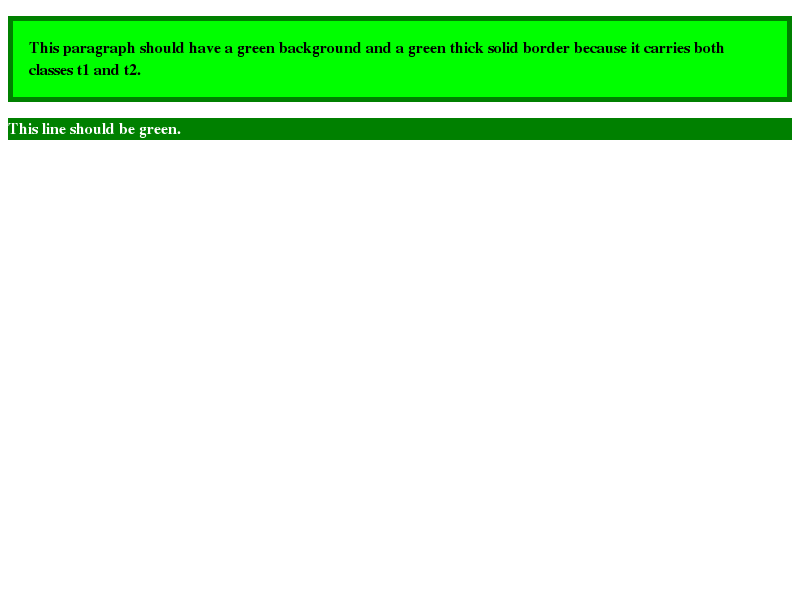 This paragraph should have a green background and a green thick solid border because it carries both
classes t1 and t2.
This line should be green.